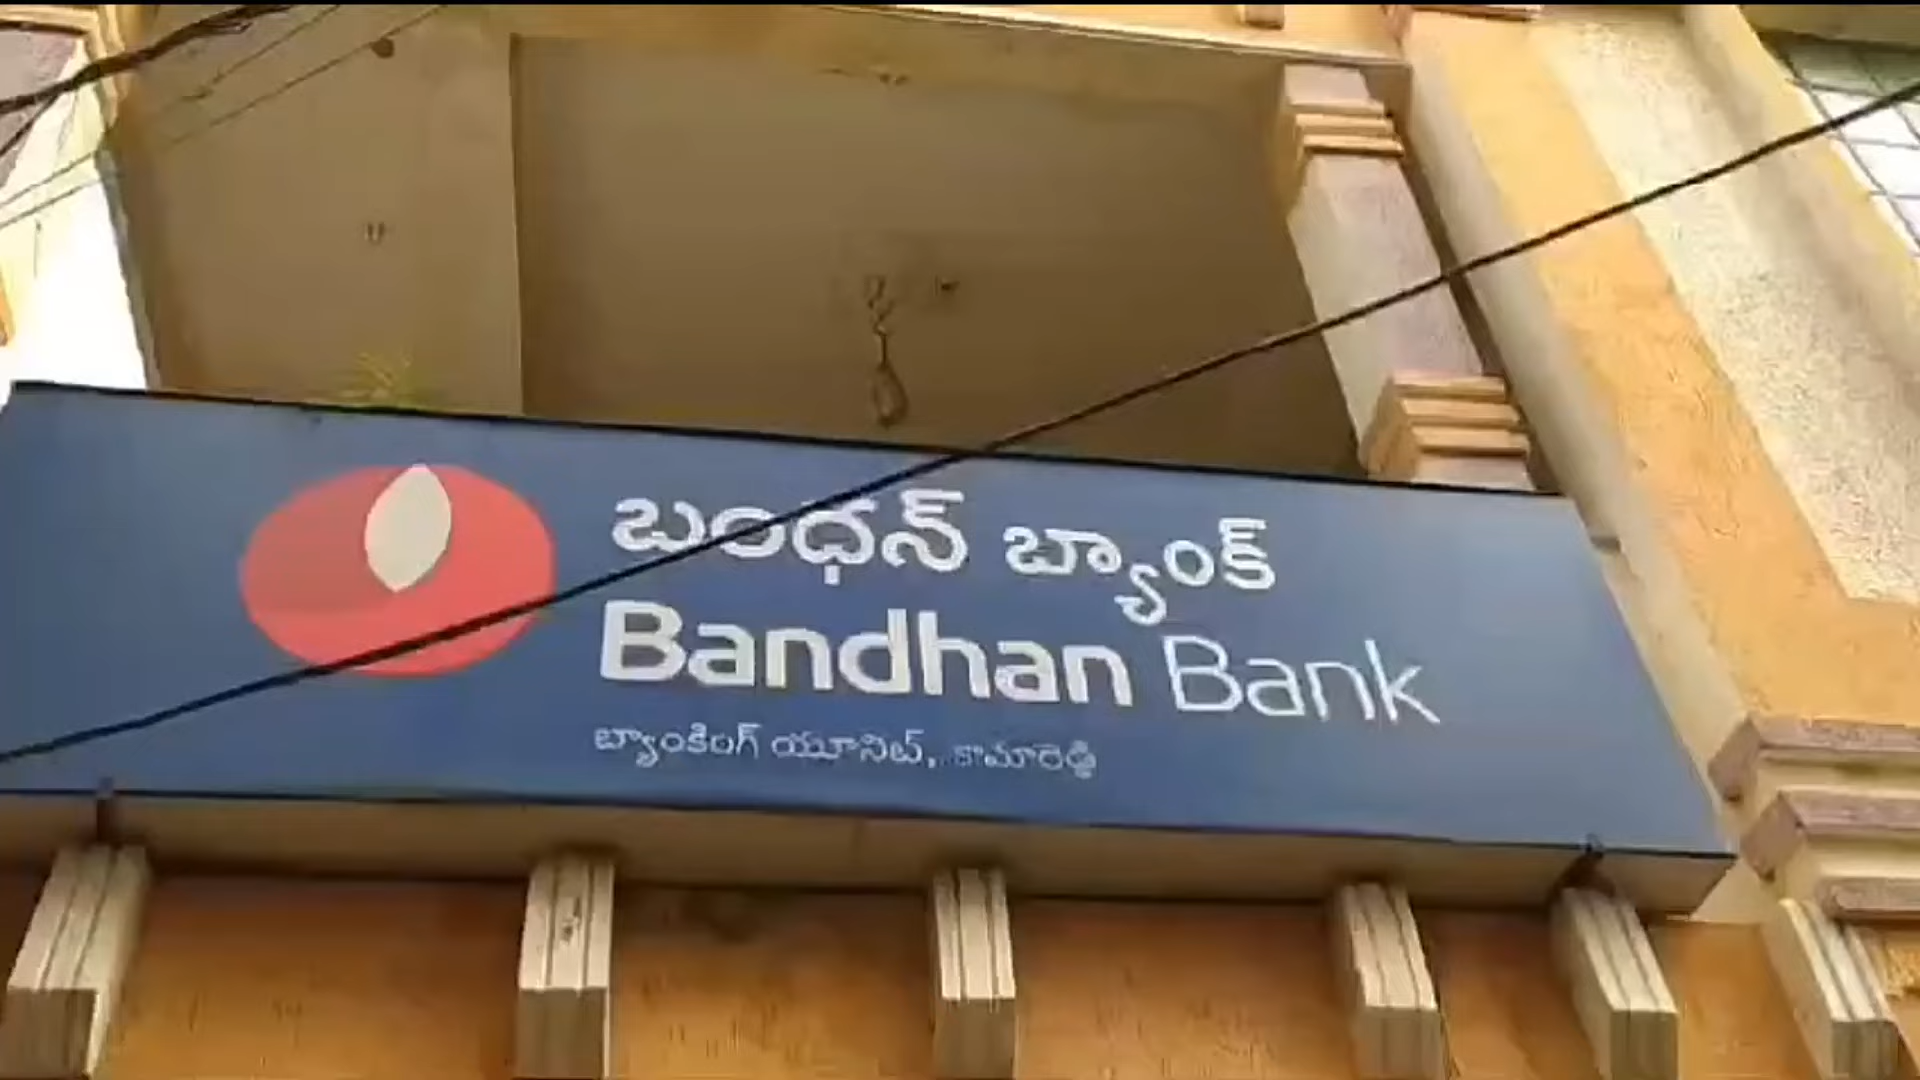 బంధన్ బ్యాంక్
Bandhan Bank
బ్యాంకింగ్ యూనిట్, కామారెడ్డి